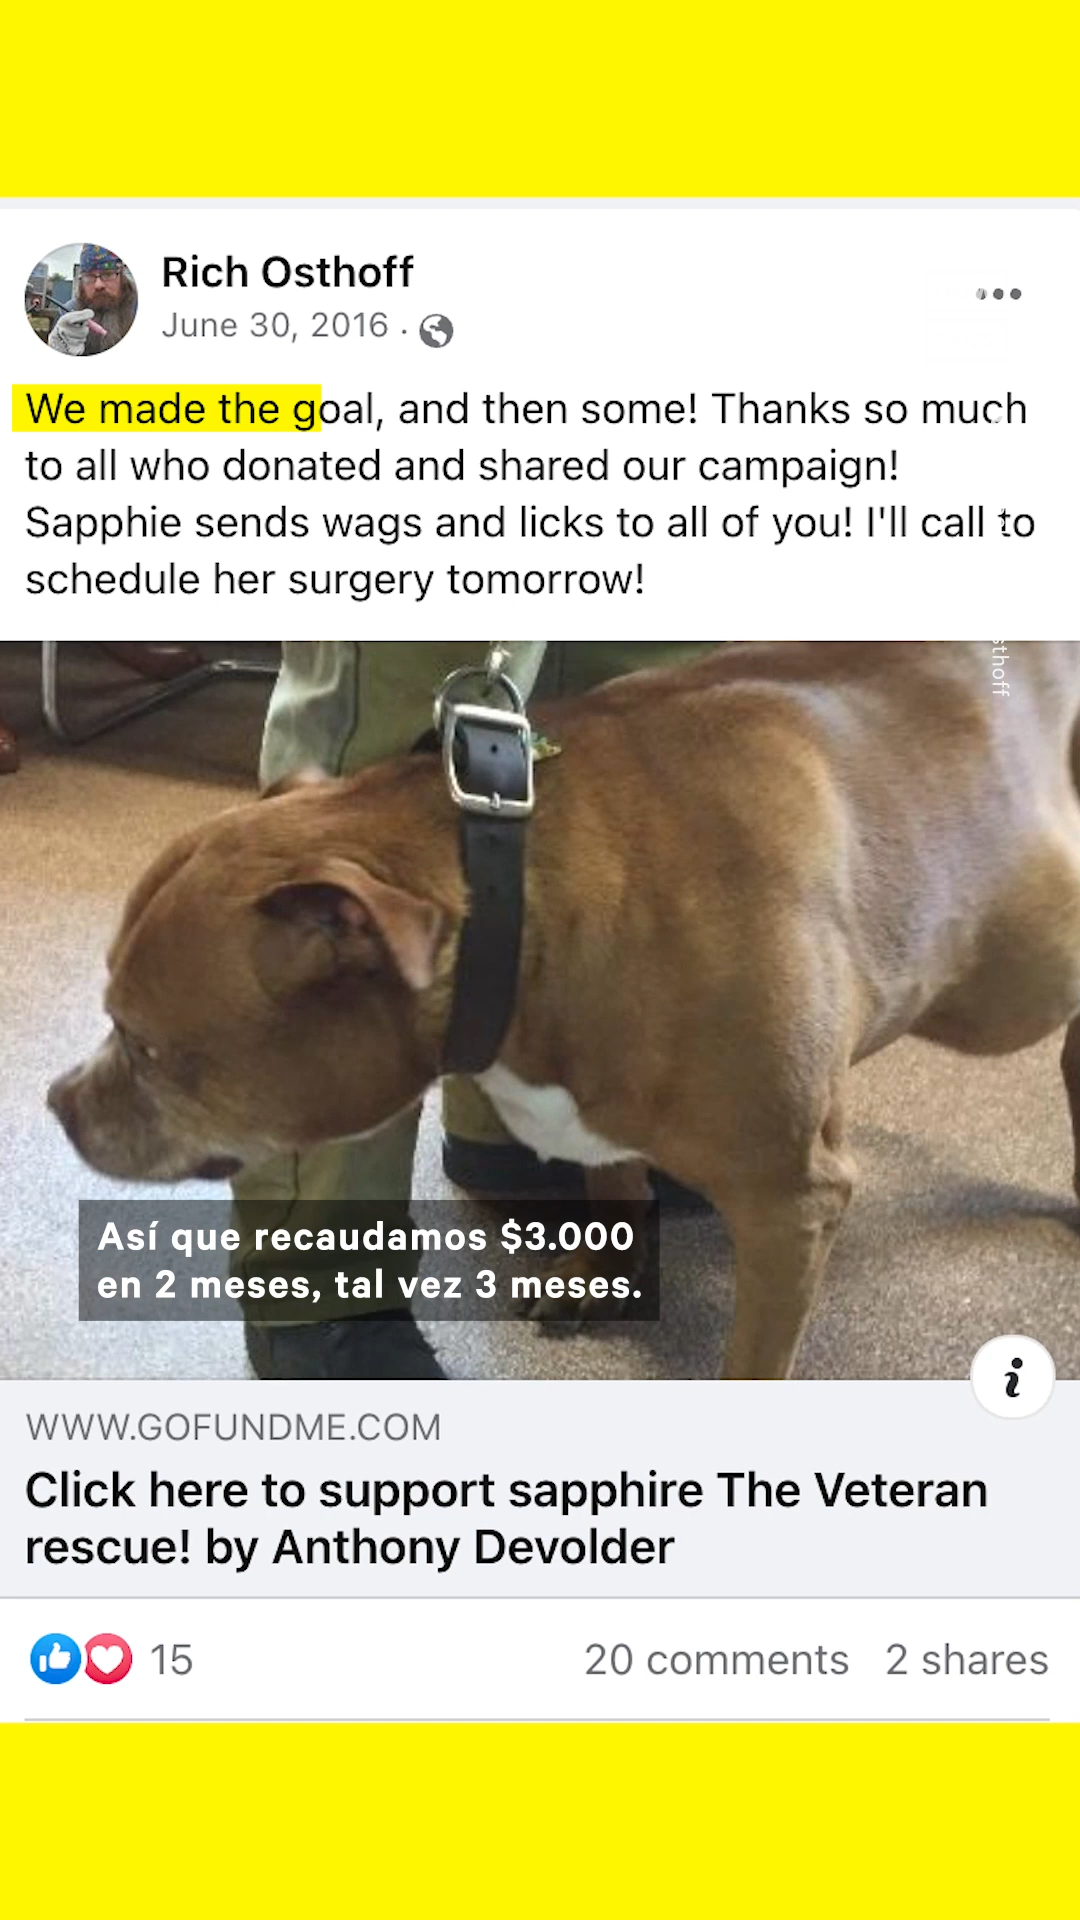 Rich Osthoff
June 30, 2016 ·
We made the goal, and then some! Thanks so much
to all who donated and shared our campaign!
Sapphie sends wags and licks to all of you! I'll call to
schedule her surgery tomorrow!
sthoff
Así que recaudamos $3.000
en 2 meses, tal vez 3 meses.
WWW.GOFUNDME.COM
Click here to support sapphire The Veteran
rescue! by Anthony Devolder
15
20 comments 2 shares